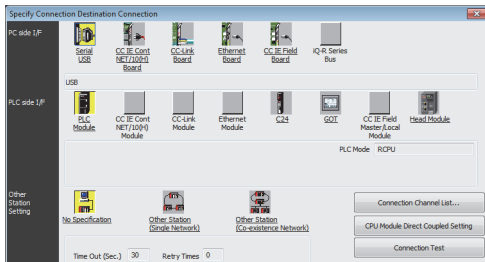 Specify Connection Destination Connection
PC side I/F
Serial USB
CC IE Cont NET/10(H) Board
CC-Link Board
Ethernet Board
CC IE Field Board
iQ-R Series Bus
USB
PLC side I/F
PLC Module
CC IE Cont NET/10(H) Module
CC-Link Module
Ethernet Module
C24
GOT
CC IE Field Master/Local Module
Head Module
PLC Mode RCPU
Other Station Setting
No Specification
Other Station (Single Network)
Other Station (Co-existence Network)
Time Out (Sec.) 30 Retry Times 0
Connection Channel List...
CPU Module Direct Coupled Setting
Connection Test